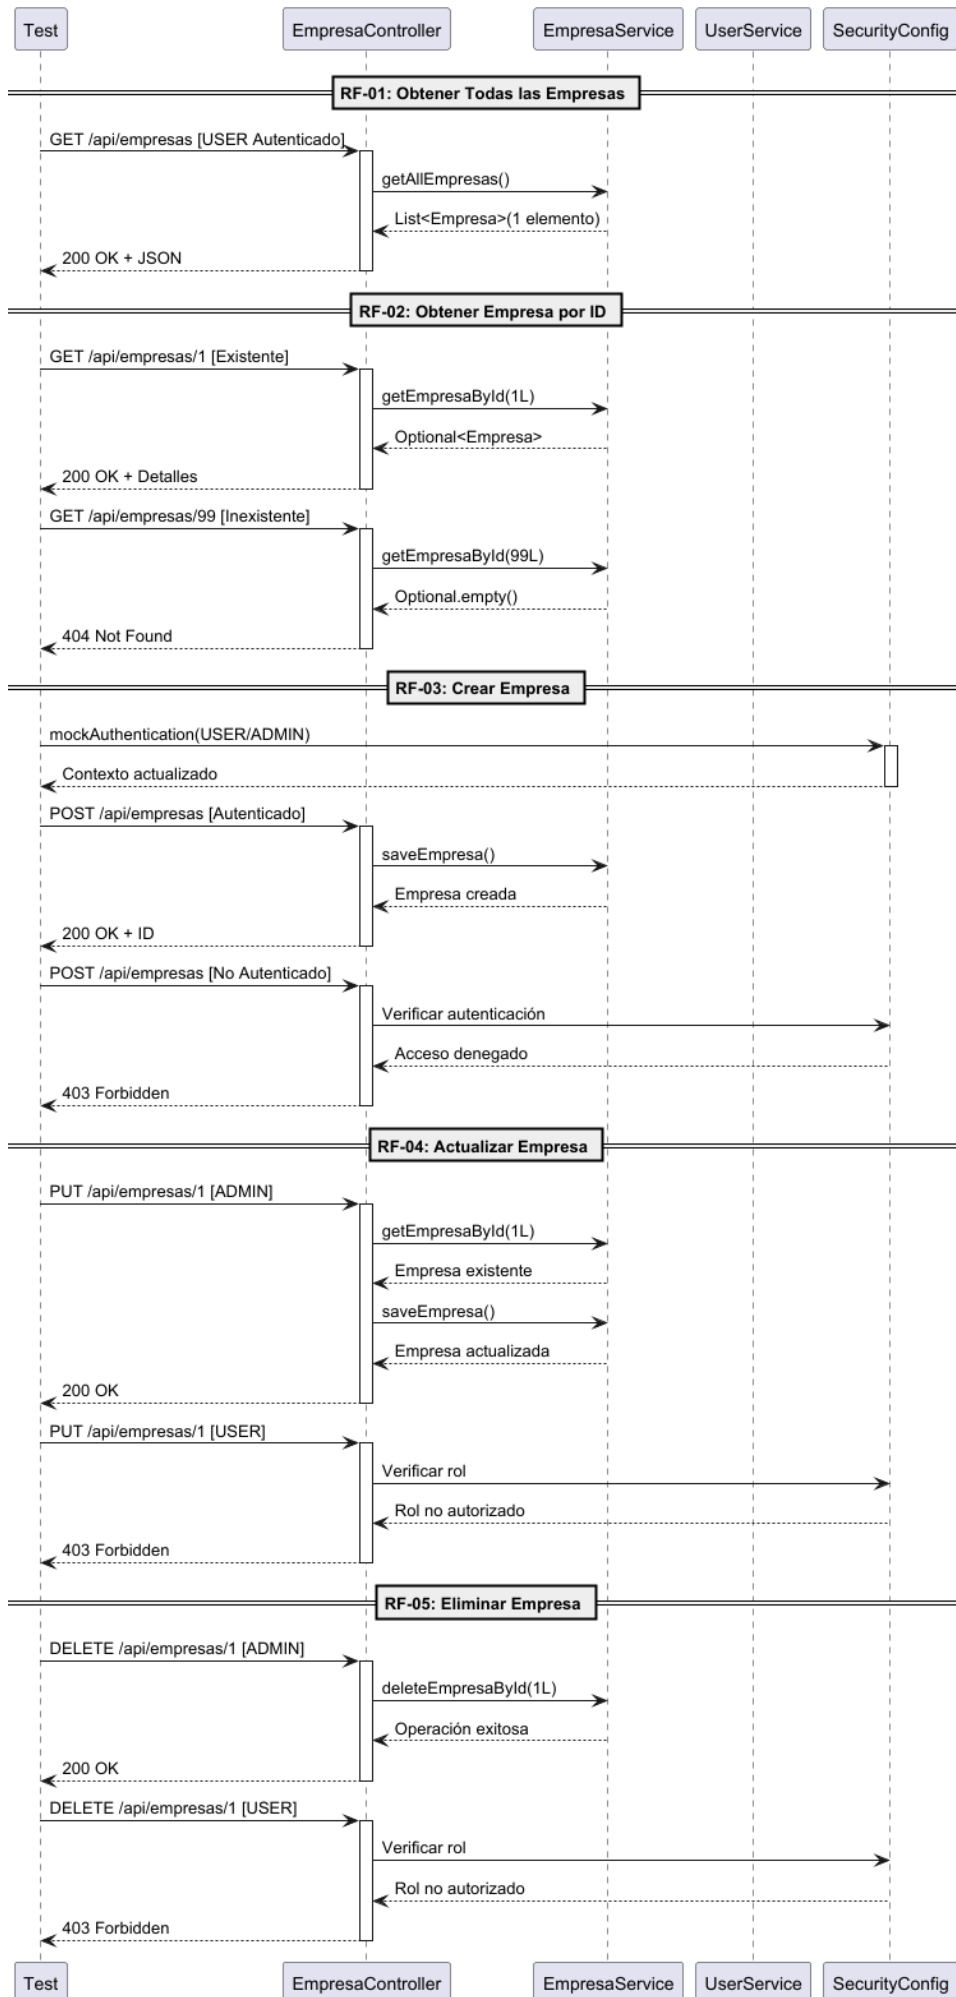 Test EmpresaController EmpresaService UserService SecurityConfig
RF-01: Obtener Todas las Empresas
GET /api/empresas [USER Autenticado]
getAllEmpresas()
List<Empresa>(1 elemento)
200 OK + JSON
RF-02: Obtener Empresa por ID
GET /api/empresas/1 [Existente]
getEmpresaById(1L)
Optional<Empresa>
200 OK + Detalles
GET /api/empresas/99 [Inexistente]
getEmpresaById(99L)
Optional.empty()
404 Not Found
RF-03: Crear Empresa
mockAuthentication(USER/ADMIN)
Contexto actualizado
POST /api/empresas [Autenticado]
saveEmpresa()
Empresa creada
200 OK + ID
POST /api/empresas [No Autenticado]
Verificar autenticación
Acceso denegado
403 Forbidden
RF-04: Actualizar Empresa
PUT /api/empresas/1 [ADMIN]
getEmpresaById(1L)
Empresa existente
saveEmpresa()
Empresa actualizada
200 OK
PUT /api/empresas/1 [USER]
Verificar rol
Rol no autorizado
403 Forbidden
RF-05: Eliminar Empresa
DELETE /api/empresas/1 [ADMIN]
deleteEmpresaById(1L)
Operación exitosa
200 OK
DELETE /api/empresas/1 [USER]
Verificar rol
Rol no autorizado
403 Forbidden
Test EmpresaController EmpresaService UserService SecurityConfig